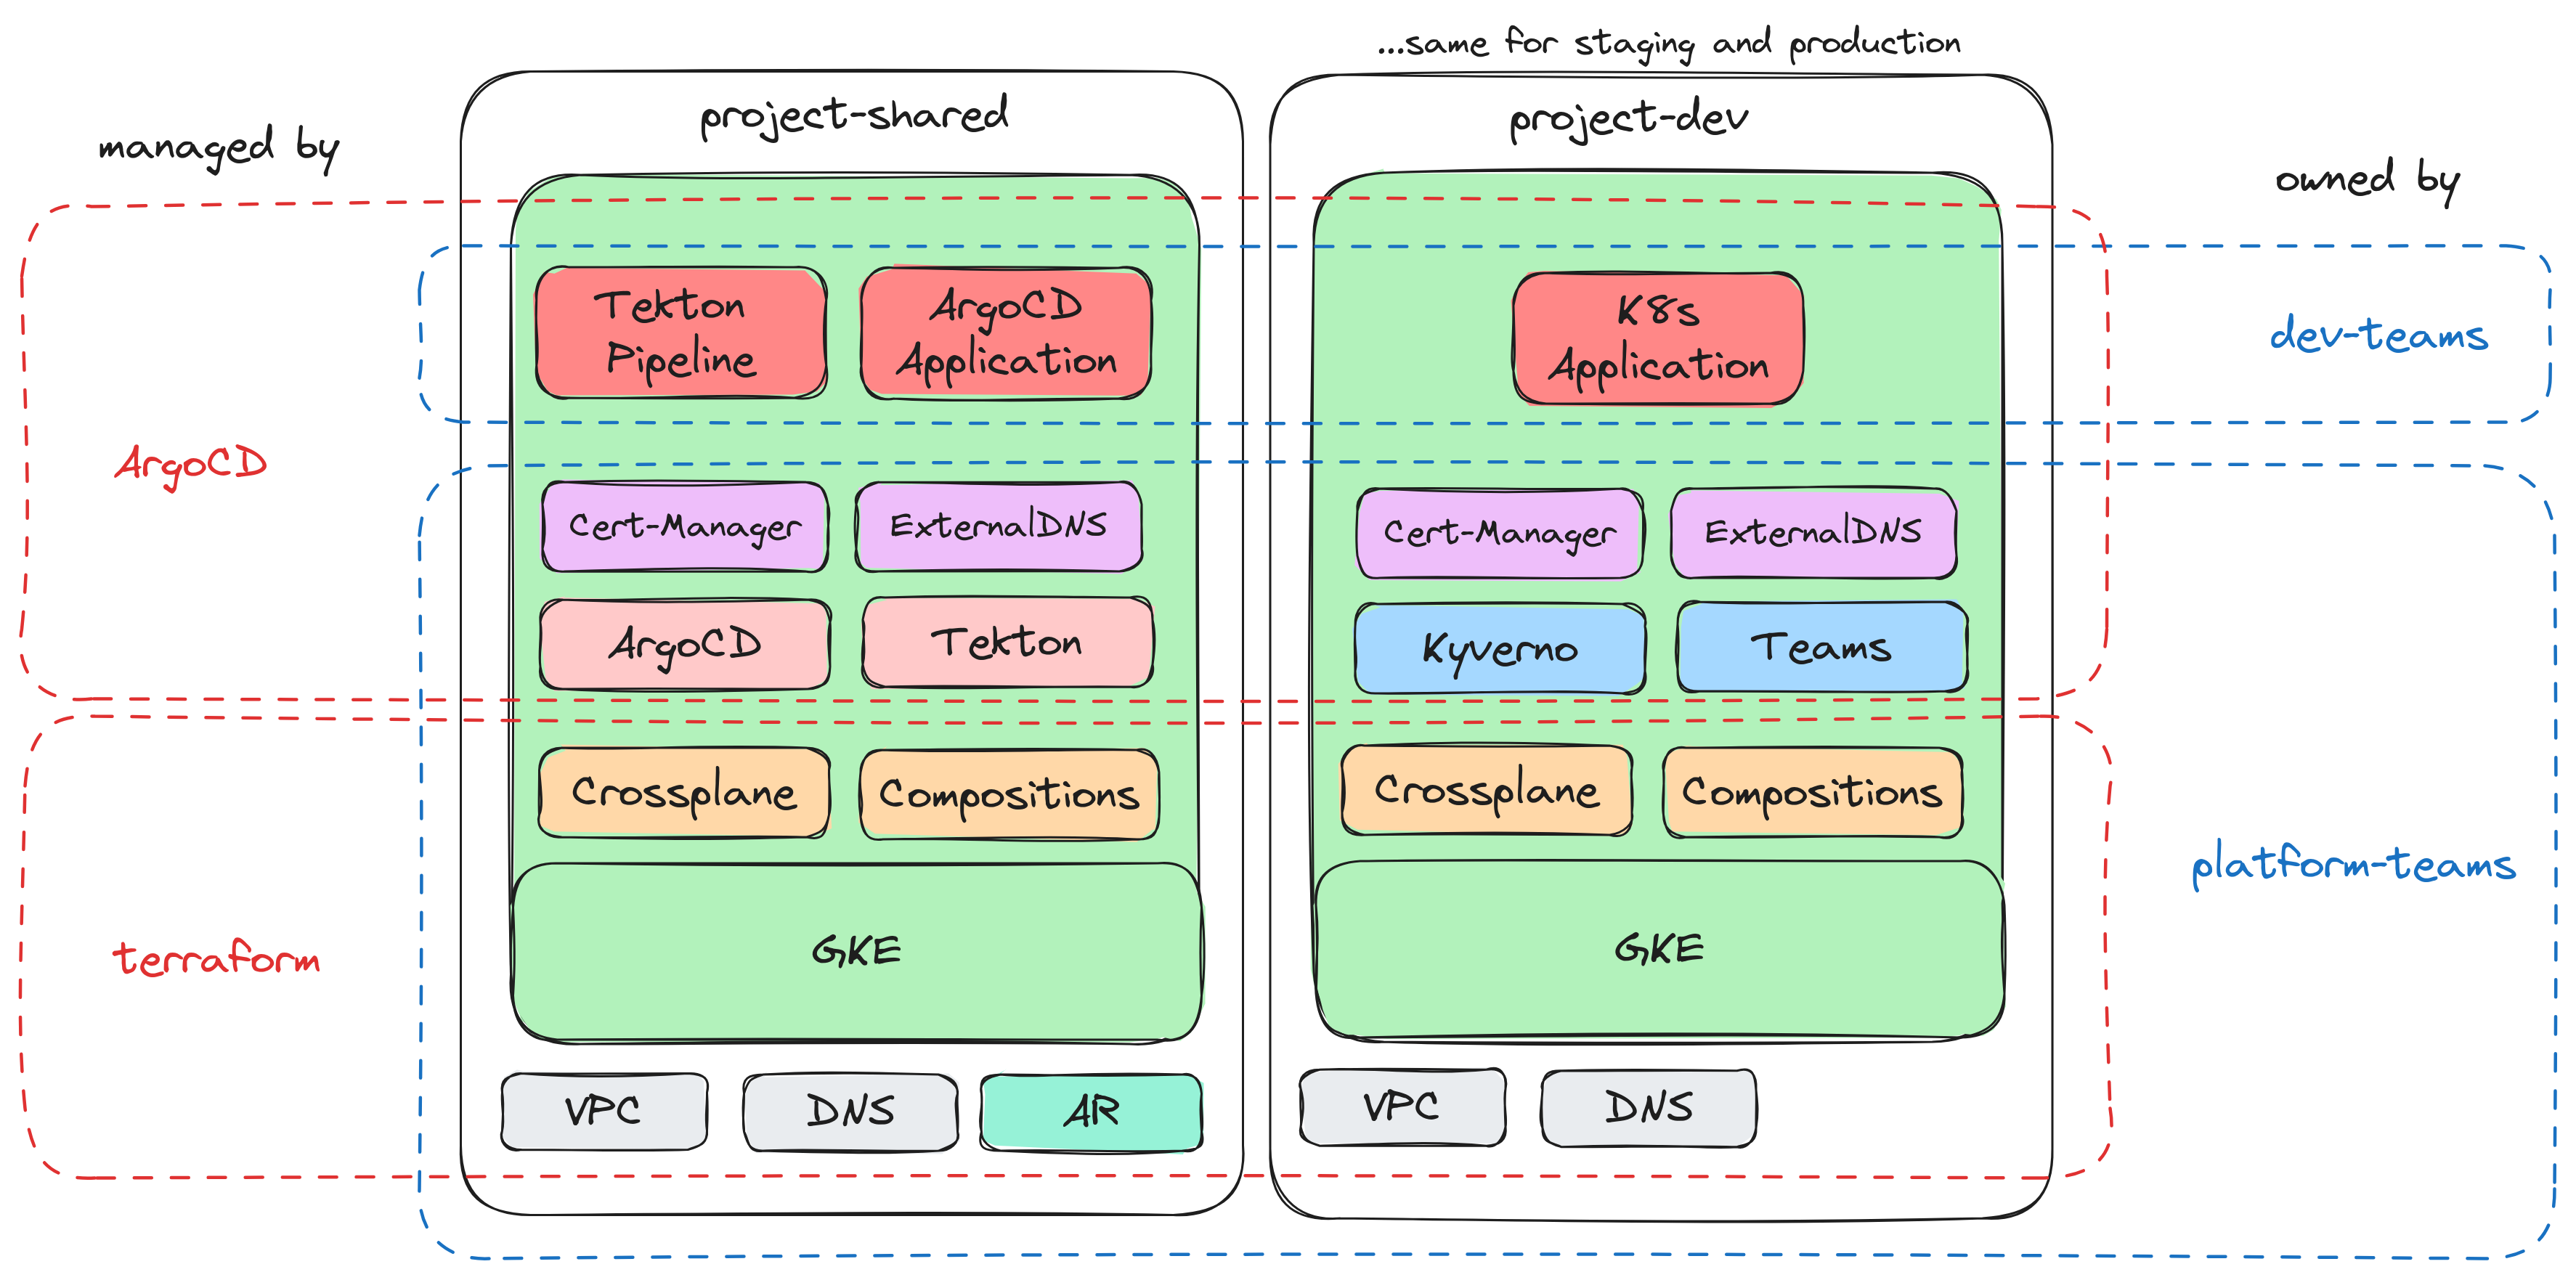 ...same for staging and production
project-shared
project-dev
managed by
owned by
Tekton
Pipeline
ArgoCD
Application
K8s
Application
dev-teams
ArgoCD
Cert-Manager
ExternalDNS
Cert-Manager
ExternalDNS
ArgoCD
Tekton
Kyverno
Teams
Crossplane
Compositions
Crossplane
Compositions
platform-teams
terraform
GKE
GKE
VPC
DNS
AR
VPC
DNS